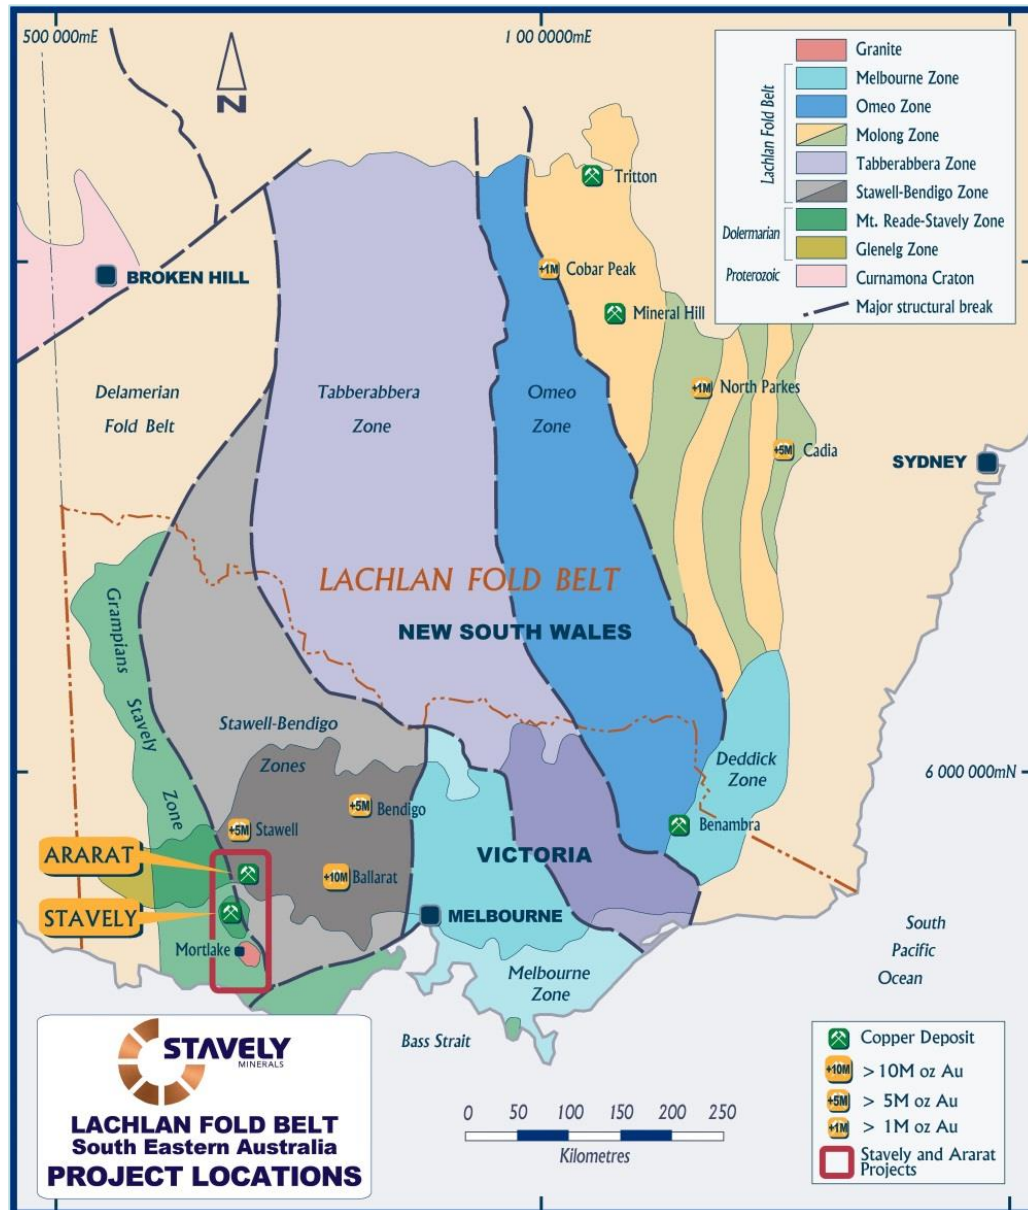 500 000mE
1 00 0000mE
N
Granite
Lachlan Fold Belt
Melbourne Zone
Omeo Zone
Molong Zone
Tabberabbera Zone
Stawell-Bendigo Zone
Dolermarian
Mt. Reade-Stavely Zone
Glenelg Zone
Proterozoic
Curnamona Craton
Major structural break
Tritton
BROKEN HILL
+1M Cobar Peak
Mineral Hill
Delamerian
Fold Belt
Tabberabbera
Zone
Omeo
Zone
+1M North Parkes
+5M Cadia
SYDNEY
LACHLAN FOLD BELT
NEW SOUTH WALES
Grampians
Stavely
Zone
Stawell-Bendigo
Zones
Deddick
Zone
6 000 000mN
+5M Bendigo
+5M Stawell
Benambra
ARARAT
VICTORIA
+10M Ballarat
STAVELY
MELBOURNE
Mortlake
South
Pacific
Ocean
Melbourne
Zone
Bass Strait
STAVELY
MINERALS
LACHLAN FOLD BELT
South Eastern Australia
PROJECT LOCATIONS
0 50 100 150 200 250
Kilometres
Copper Deposit
+10M > 10M oz Au
+5M > 5M oz Au
+1M > 1M oz Au
Stavely and Ararat
Projects